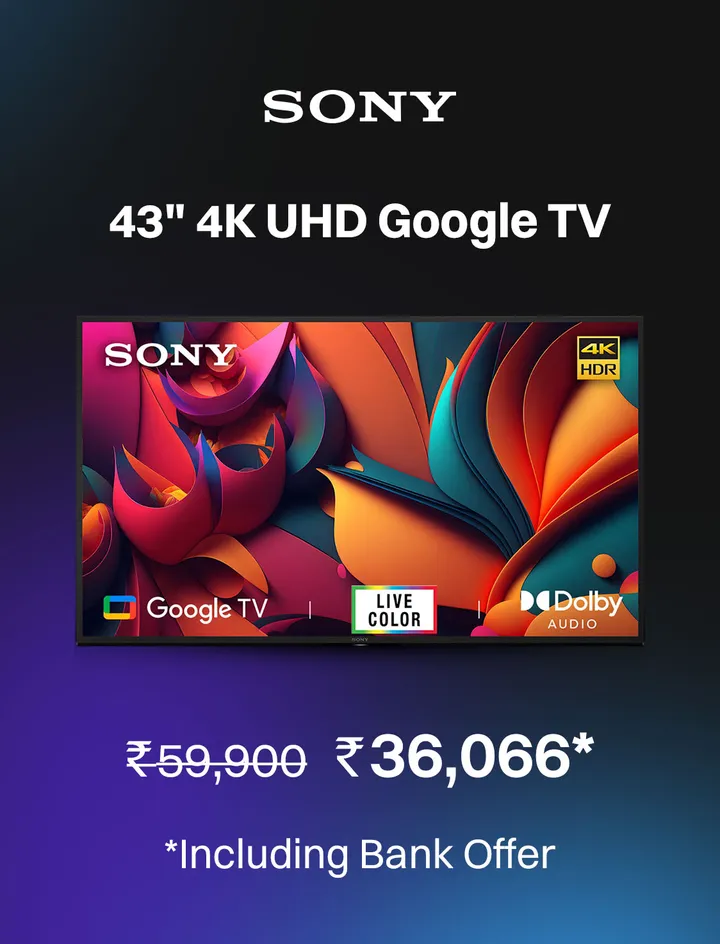 SONY
43" 4K UHD Google TV
SONY
4K
HDR
Google TV
LIVE
COLOR
Dolby
AUDIO
SONY
₹59,900 ₹36,066*
*Including Bank Offer